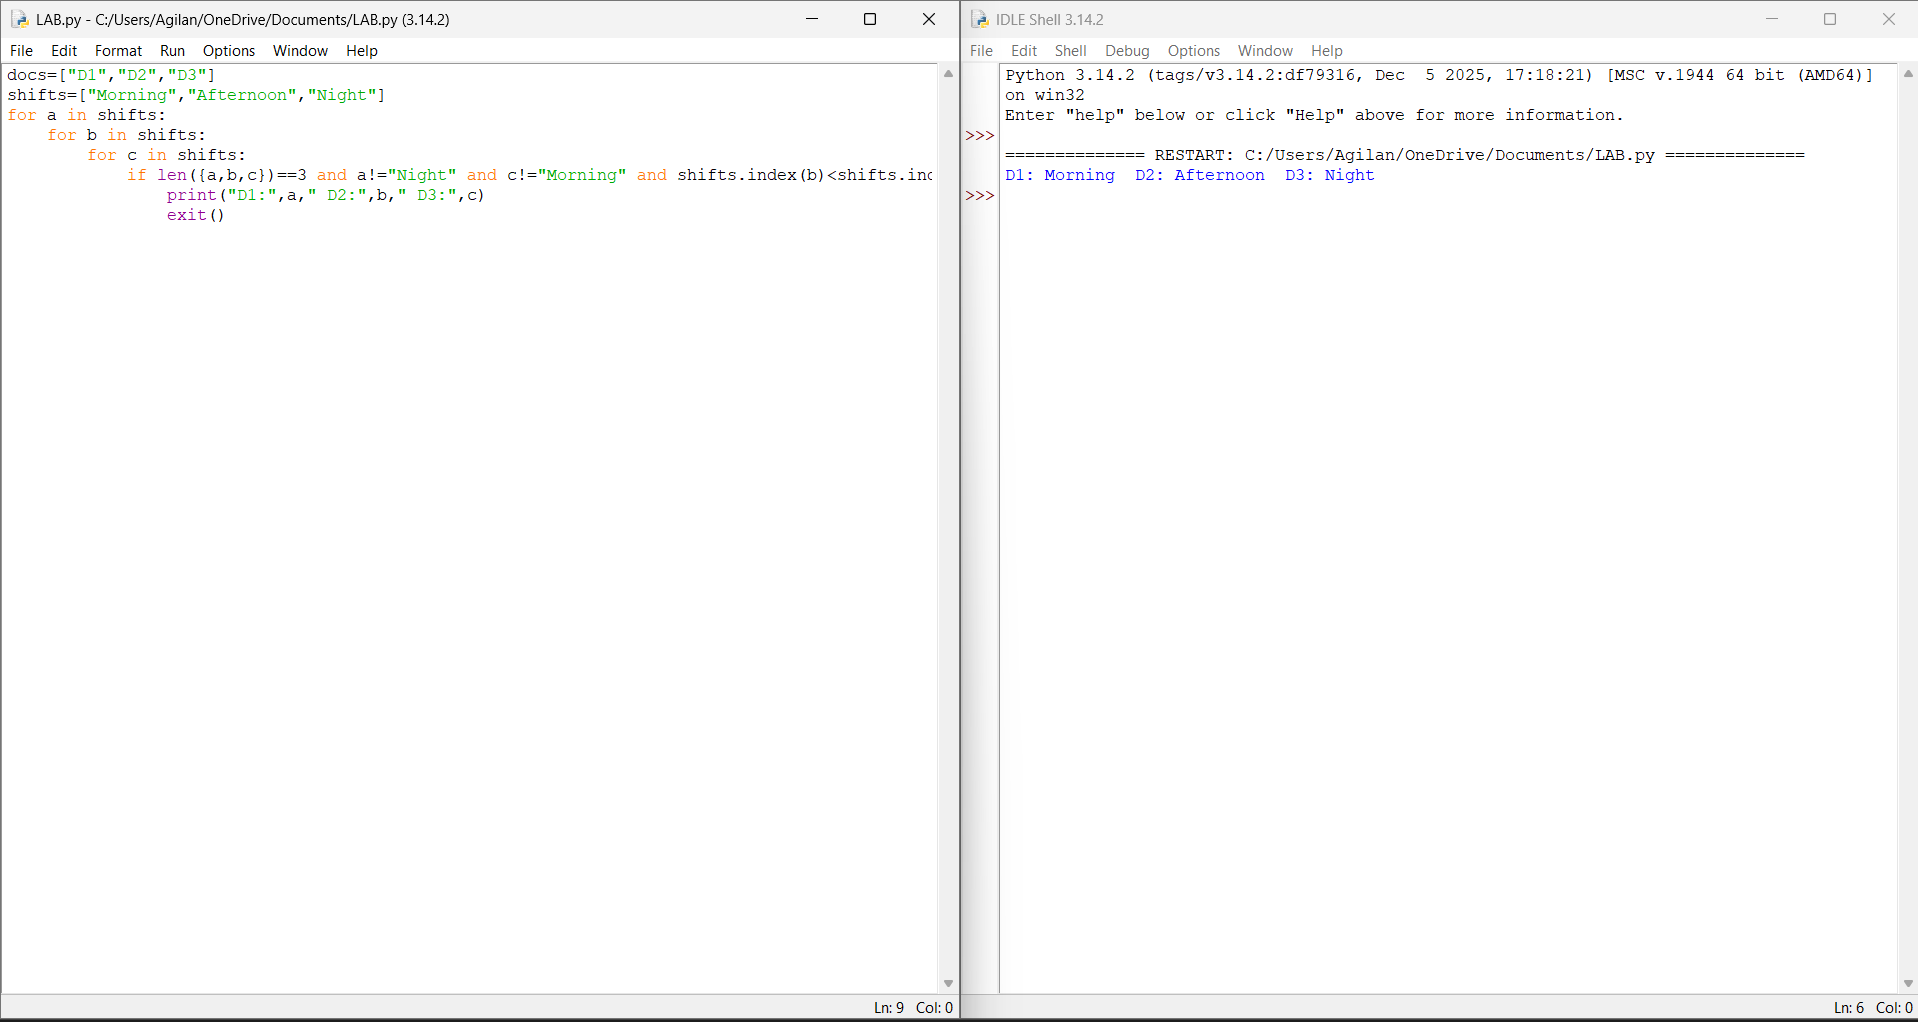 LAB.py - C:/Users/Agilan/OneDrive/Documents/LAB.py (3.14.2)
File Edit Format Run Options Window Help
docs=["D1","D2","D3"]
shifts=["Morning","Afternoon","Night"]
for a in shifts:
    for b in shifts:
        for c in shifts:
            if len({a,b,c})==3 and a!="Night" and c!="Morning" and shifts.index(b)<shifts.ind
                print("D1:",a," D2:",b," D3:",c)
                exit()
Ln: 9 Col: 0
IDLE Shell 3.14.2
File Edit Shell Debug Options Window Help
Python 3.14.2 (tags/v3.14.2:df79316, Dec  5 2025, 17:18:21) [MSC v.1944 64 bit (AMD64)]
on win32
Enter "help" below or click "Help" above for more information.
>>>
============== RESTART: C:/Users/Agilan/OneDrive/Documents/LAB.py ==============
D1: Morning  D2: Afternoon  D3: Night
>>>
Ln: 6 Col: 0